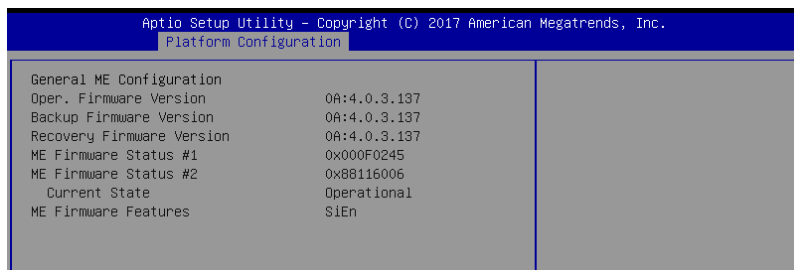 Aptio Setup Utility – Copyright (C) 2017 American Megatrends, Inc.
Platform Configuration
General ME Configuration
Oper. Firmware Version 0A:4.0.3.137
Backup Firmware Version 0A:4.0.3.137
Recovery Firmware Version 0A:4.0.3.137
ME Firmware Status #1 0x000F0245
ME Firmware Status #2 0x88116006
Current State Operational
ME Firmware Features SiEn